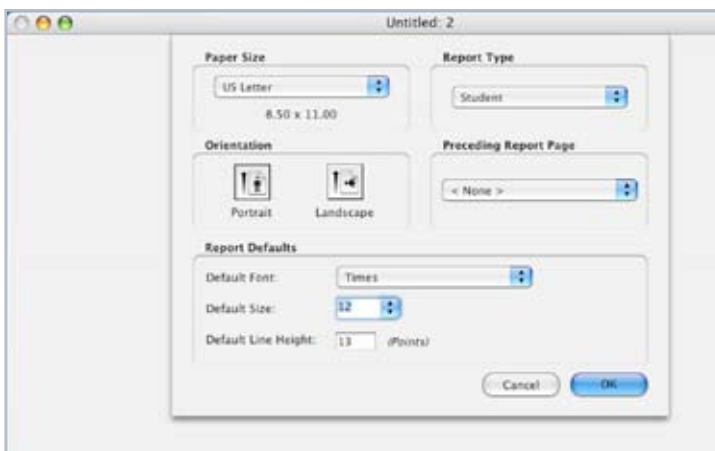 Untitled: 2
Paper Size
US Letter
8.50 x 11.00
Report Type
Student
Orientation
Portrait
Landscape
Preceding Report Page
< None >
Report Defaults
Default Font: Times
Default Size: 12
Default Line Height: 13 (Points)
Cancel OK